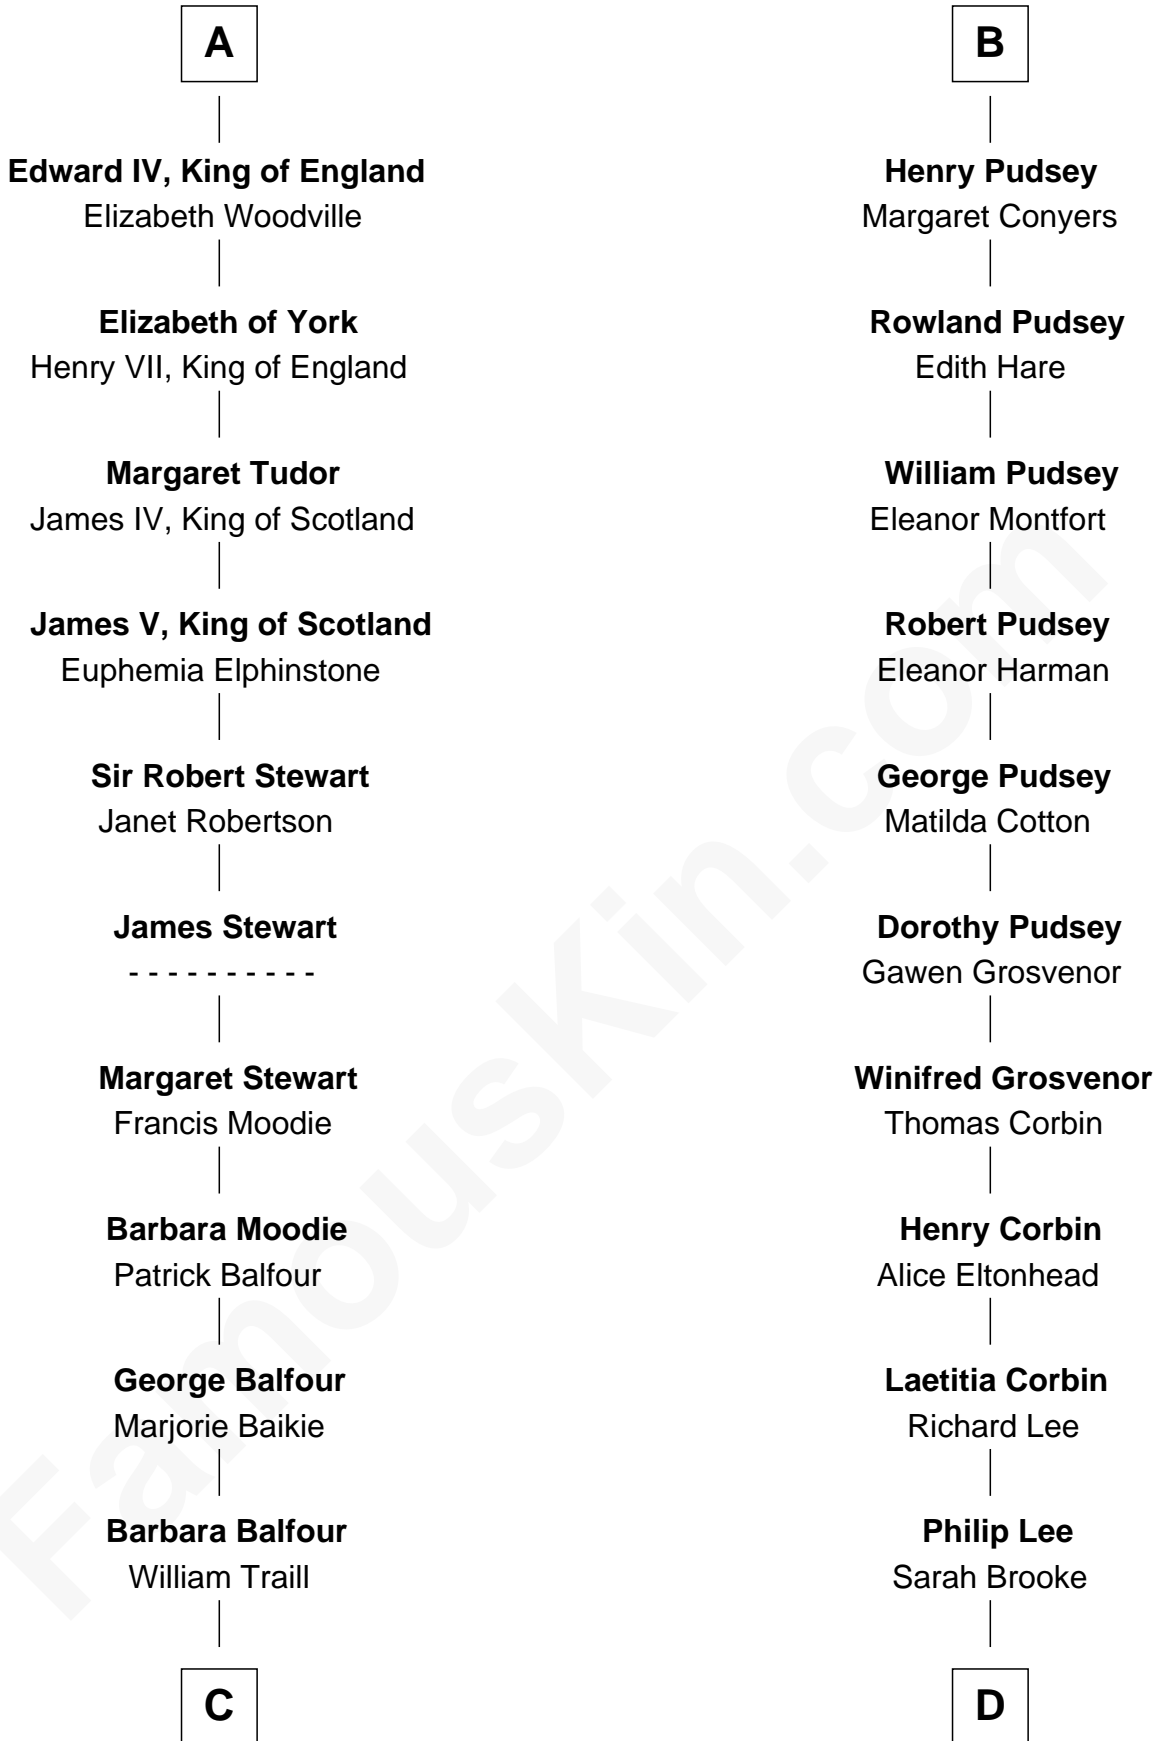 A
Edward IV, King of England
Elizabeth Woodville
Elizabeth of York
Henry VII, King of England
Margaret Tudor
James IV, King of Scotland
James V, King of Scotland
Euphemia Elphinstone
Sir Robert Stewart
Janet Robertson
James Stewart
- - - - - - - - - -
Margaret Stewart
Francis Moodie
Barbara Moodie
Patrick Balfour
George Balfour
Marjorie Baikie
Barbara Balfour
William Traill
C
B
Henry Pudsey
Margaret Conyers
Rowland Pudsey
Edith Hare
William Pudsey
Eleanor Montfort
Robert Pudsey
Eleanor Harman
George Pudsey
Matilda Cotton
Dorothy Pudsey
Gawen Grosvenor
Winifred Grosvenor
Thomas Corbin
Henry Corbin
Alice Eltonhead
Laetitia Corbin
Richard Lee
Philip Lee
Sarah Brooke
D
FamousKin.com